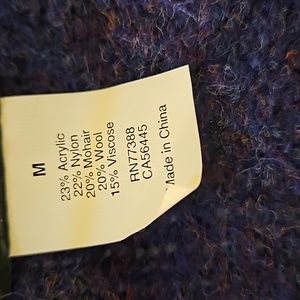 M
23% Acrylic
22% Nylon
20% Mohair
20% Wool
15% Viscose
RN77388
CA56445
Made in China